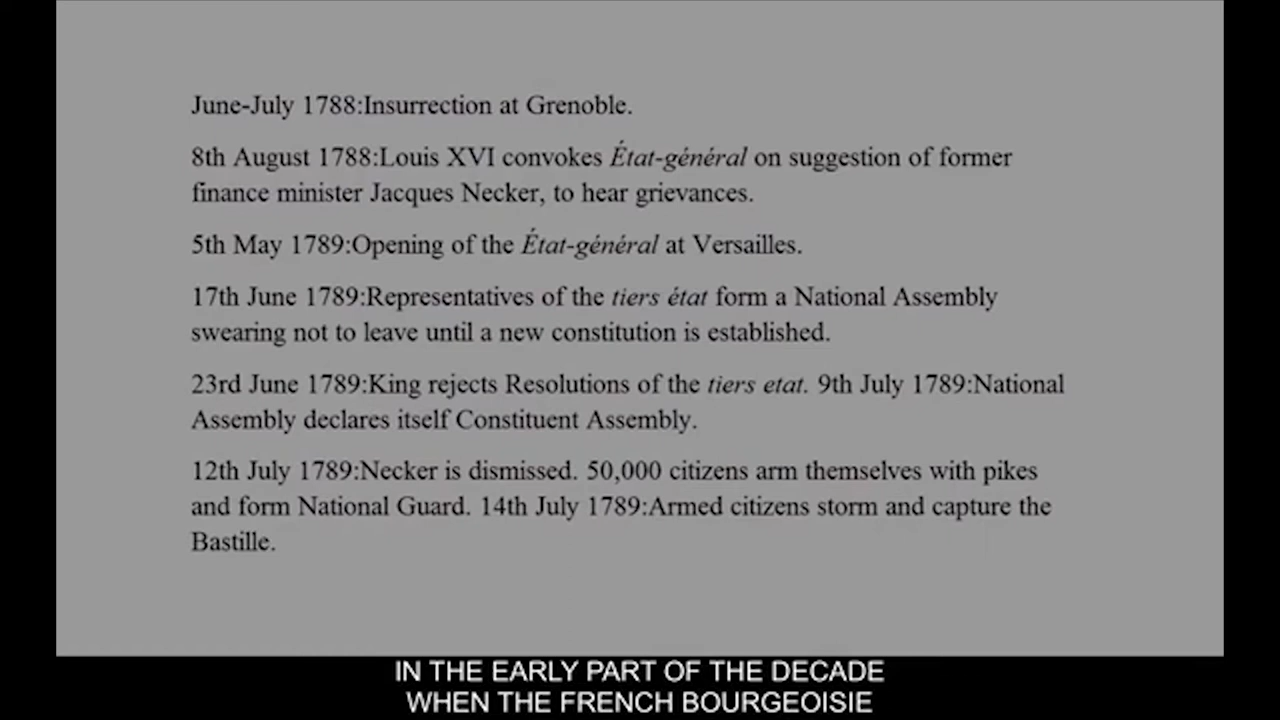 June-July 1788:Insurrection at Grenoble.
8th August 1788:Louis XVI convokes État-général on suggestion of former
finance minister Jacques Necker, to hear grievances.
5th May 1789:Opening of the État-général at Versailles.
17th June 1789:Representatives of the tiers état form a National Assembly
swearing not to leave until a new constitution is established.
23rd June 1789:King rejects Resolutions of the tiers etat. 9th July 1789:National
Assembly declares itself Constituent Assembly.
12th July 1789:Necker is dismissed. 50,000 citizens arm themselves with pikes
and form National Guard. 14th July 1789:Armed citizens storm and capture the
Bastille.
IN THE EARLY PART OF THE DECADE
WHEN THE FRENCH BOURGEOISIE